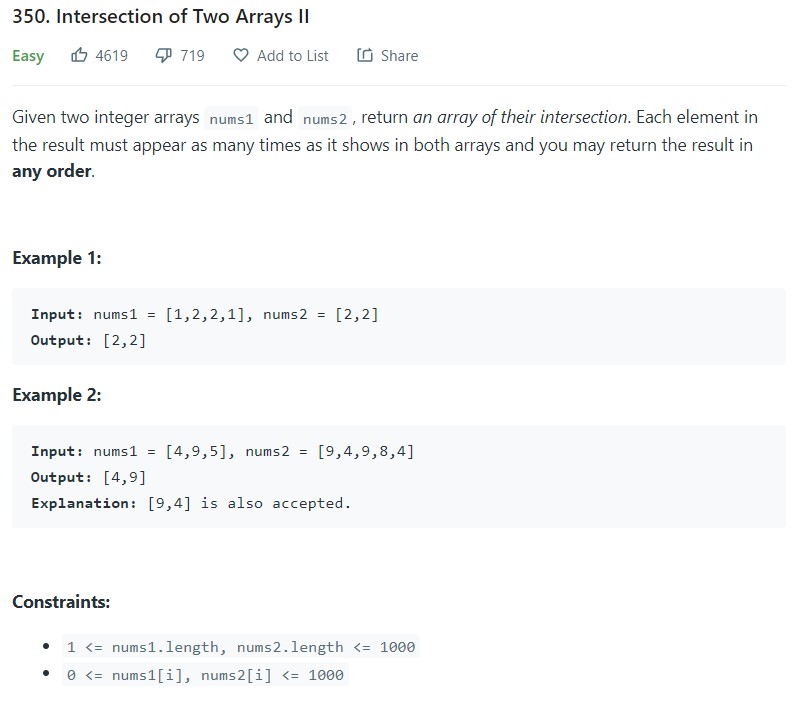 350. Intersection of Two Arrays II
Easy 4619 719 Add to List Share
Given two integer arrays nums1 and nums2, return an array of their intersection. Each element in
the result must appear as many times as it shows in both arrays and you may return the result in
any order.
Example 1:
Input: nums1 = [1,2,2,1], nums2 = [2,2]
Output: [2,2]
Example 2:
Input: nums1 = [4,9,5], nums2 = [9,4,9,8,4]
Output: [4,9]
Explanation: [9,4] is also accepted.
Constraints:
• 1 <= nums1.length, nums2.length <= 1000
• 0 <= nums1[i], nums2[i] <= 1000